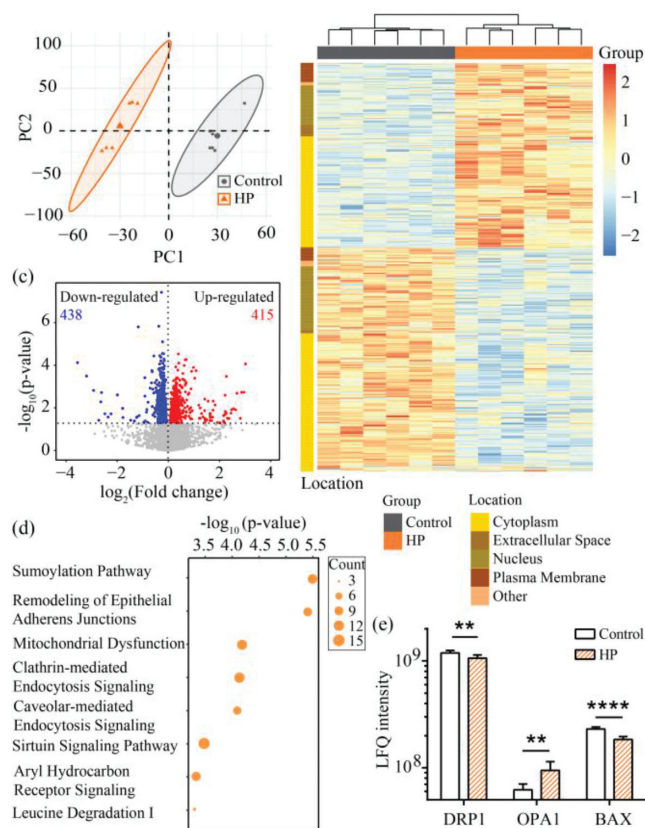 100
50
0
−50
−100
PC2
Control
HP
−60
−30
0
30
60
PC1
Group
2
1
0
−1
−2
(c)
Down-regulated
438
Up-regulated
415
6
4
2
0
-log10(p-value)
−4
−2
0
2
4
log2(Fold change)
Location
Group
Control
HP
Location
Cytoplasm
Extracellular Space
Nucleus
Plasma Membrane
Other
(d)
-log10(p-value)
3.5 4.0 4.5 5.0 5.5
Sumoylation Pathway
Remodeling of Epithelial
Adherens Junctions
Mitochondrial Dysfunction
Clathrin-mediated
Endocytosis Signaling
Caveolar-mediated
Endocytosis Signaling
Sirtuin Signaling Pathway
Aryl Hydrocarbon
Receptor Signaling
Leucine Degradation I
Count
3
6
9
12
15
(e)
Control
HP
LFQ intensity
10^9
10^8
**
**
****
DRP1
OPA1
BAX